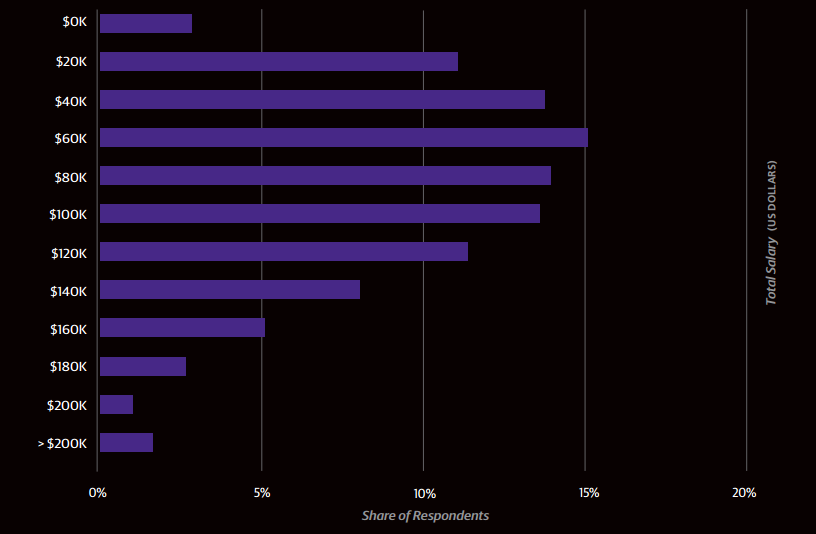 $0K
$20K
$40K
$60K
$80K
$100K
$120K
$140K
$160K
$180K
$200K
> $200K
0%
5%
10%
15%
20%
Share of Respondents
Total Salary (US DOLLARS)